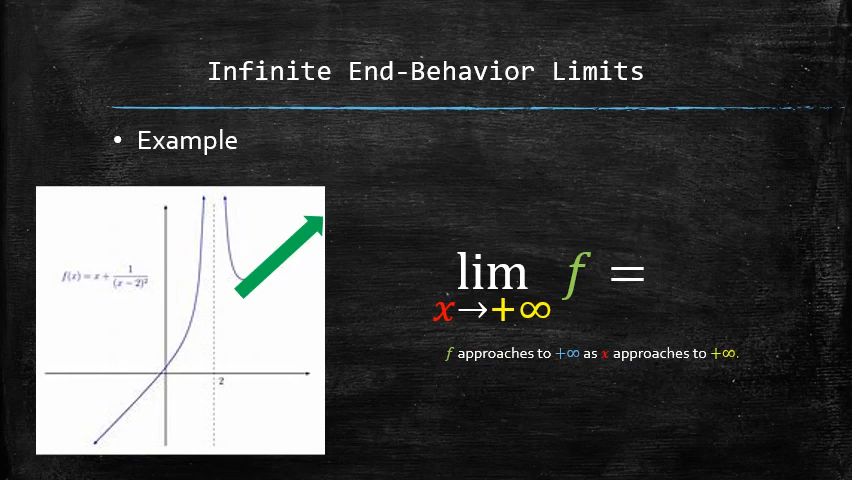 Infinite End-Behavior Limits
• Example
f(x) = x + 1/(x − 2)²
2
lim f =
x→+∞
f approaches to +∞ as x approaches to +∞.